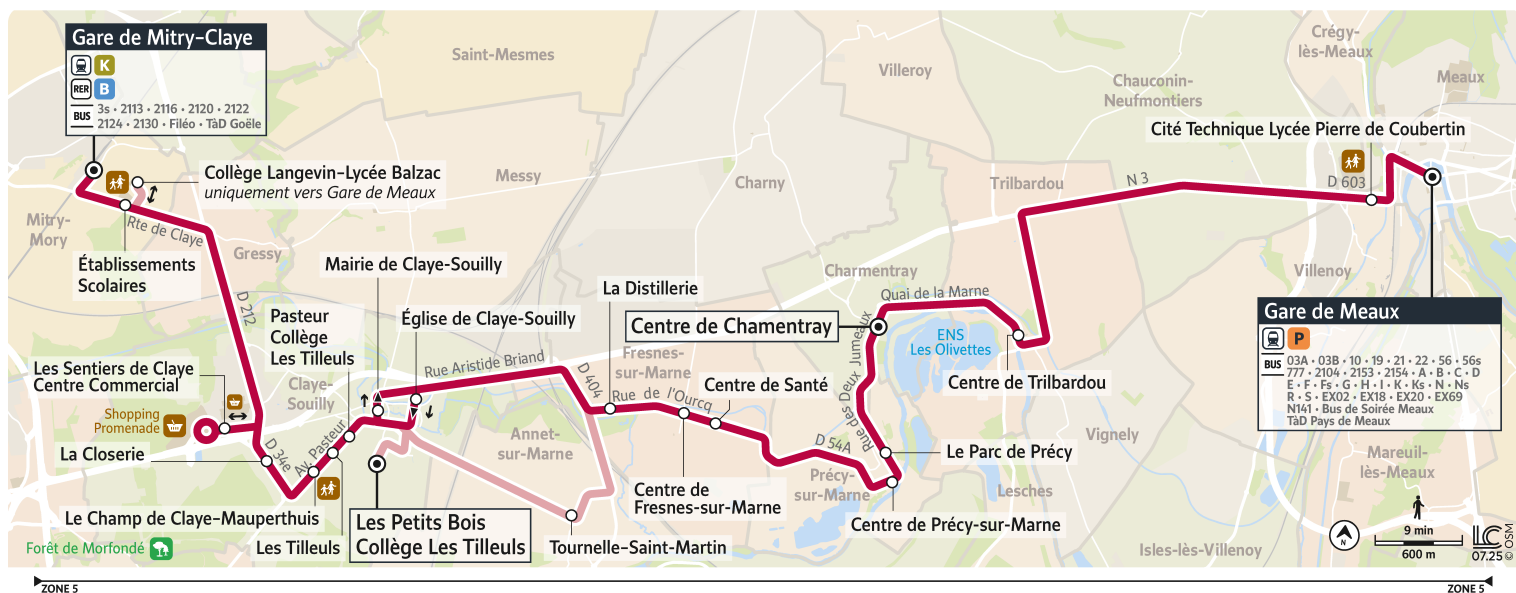 Gare de Mitry-Claye
K
RER B
BUS
3s • 2113 • 2116 • 2120 • 2122
2124 • 2130 • Filéo • TàD Goële
Saint-Mesmes
Villeroy
Crégy-
lès-Meaux
Meaux
Chauconin-
Neufmontiers
Cité Technique Lycée Pierre de Coubertin
Collège Langevin–Lycée Balzac
uniquement vers Gare de Meaux
Messy
Charny
Trilbardou
N 3
D 603
Mitry-
Mory
Rte de Claye
Gressy
Établissements
Scolaires
Mairie de Claye-Souilly
Charmentray
Villenoy
D 212
La Distillerie
Quai de la Marne
Pasteur
Collège
Les Tilleuls
Église de Claye-Souilly
Centre de Chamentray
Gare de Meaux
P
BUS
03A • 03B • 10 • 19 • 21 • 22 • 56 • 56s
777 • 2104 • 2153 • 2154 • A • B • C • D
E • F • Fs • G • H • I • K • Ks • N • Ns
R • S • EX02 • EX18 • EX20 • EX69
N141 • Bus de Soirée Meaux
TàD Pays de Meaux
ENS
Les Olivettes
Les Sentiers de Claye
Centre Commercial
Rue Aristide Briand
Fresnes-
sur-Marne
D 404
Rue de l'Ourcq
Centre de Santé
Rue des Deux Jumeaux
Centre de Trilbardou
Claye-
Souilly
Shopping
Promenade
La Closerie
D 34e
Av. Pasteur
Annet-
sur-Marne
D 54A
Vignely
Le Parc de Précy
Mareuil-
lès-Meaux
Précy-
sur-Marne
Lesches
Centre de
Fresnes-sur-Marne
Centre de Précy-sur-Marne
Le Champ de Claye–Mauperthuis
Les Petits Bois
Collège Les Tilleuls
Les Tilleuls
Tournelle–Saint-Martin
Forêt de Morfondé
Isles-lès-Villenoy
N
9 min
600 m
LC
07.25
© OSM
ZONE 5
ZONE 5